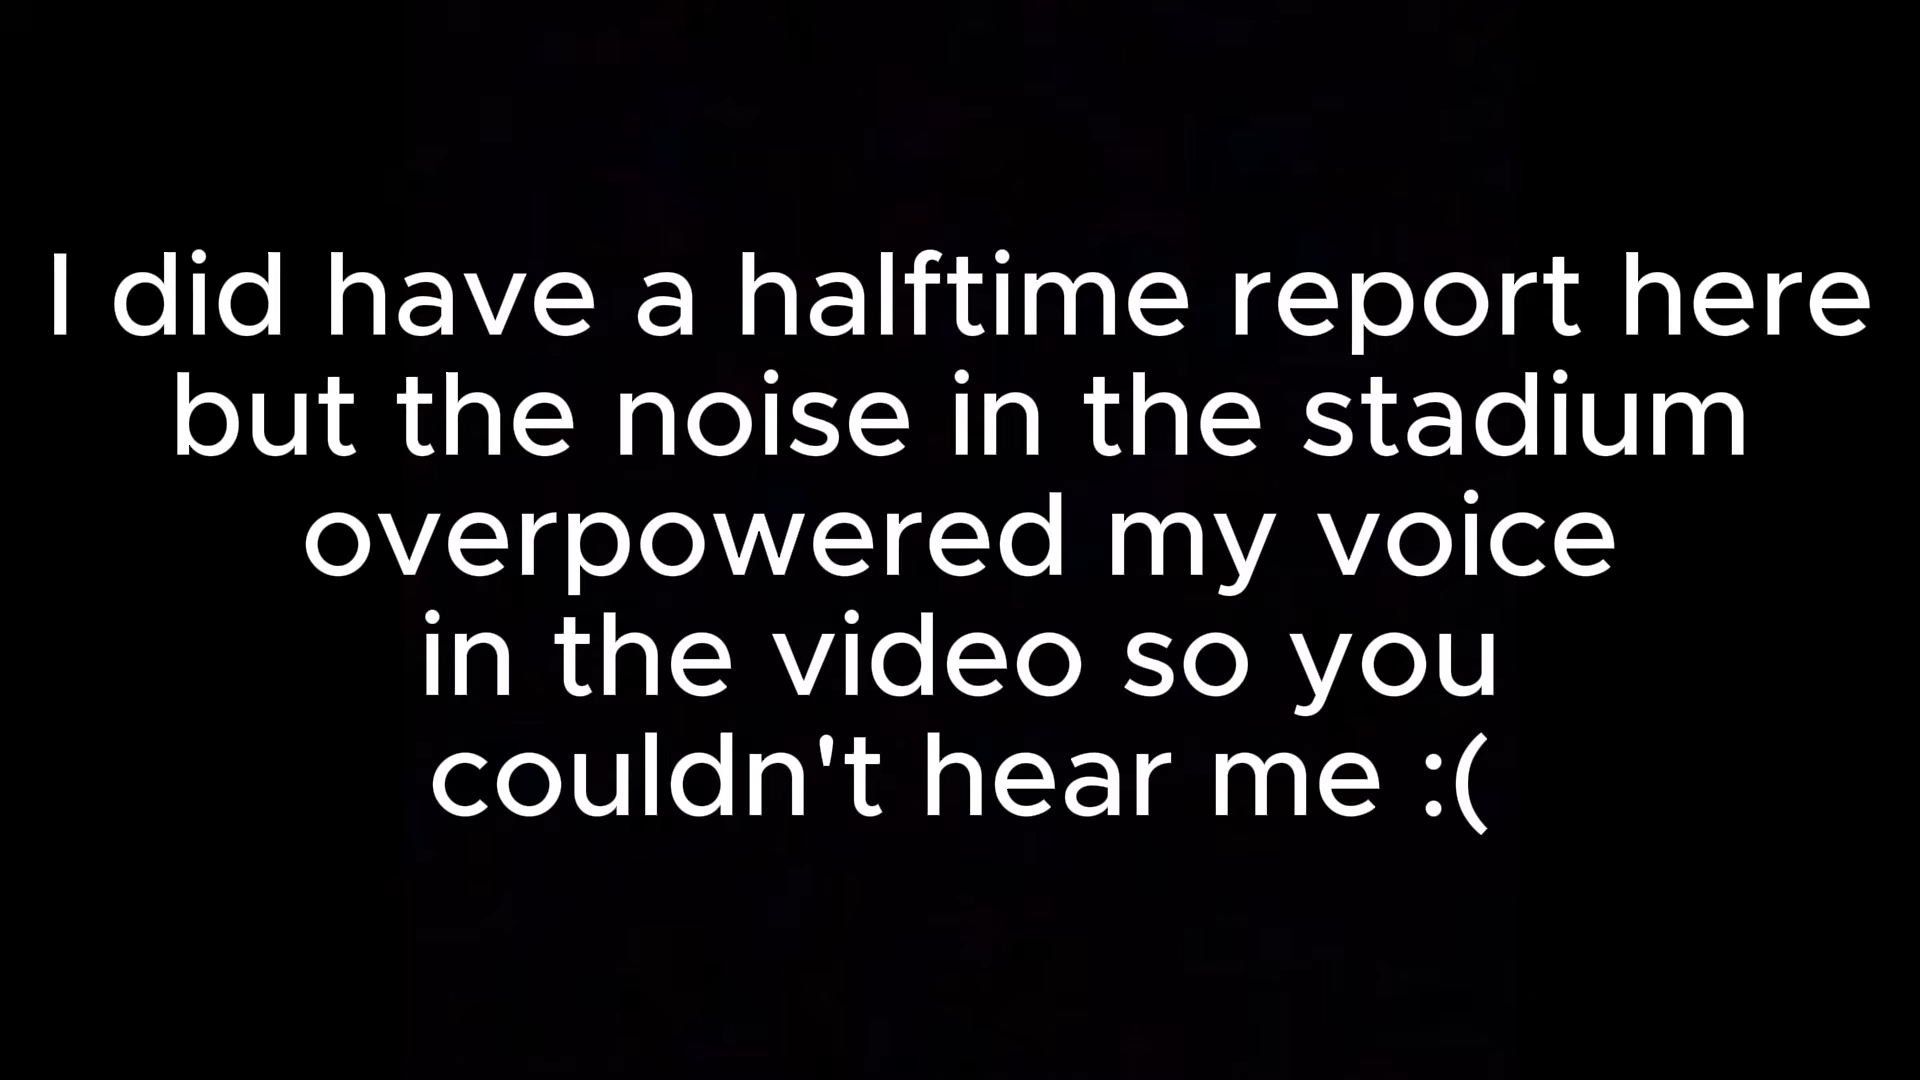 I did have a halftime report here
but the noise in the stadium
overpowered my voice
in the video so you
couldn't hear me :(